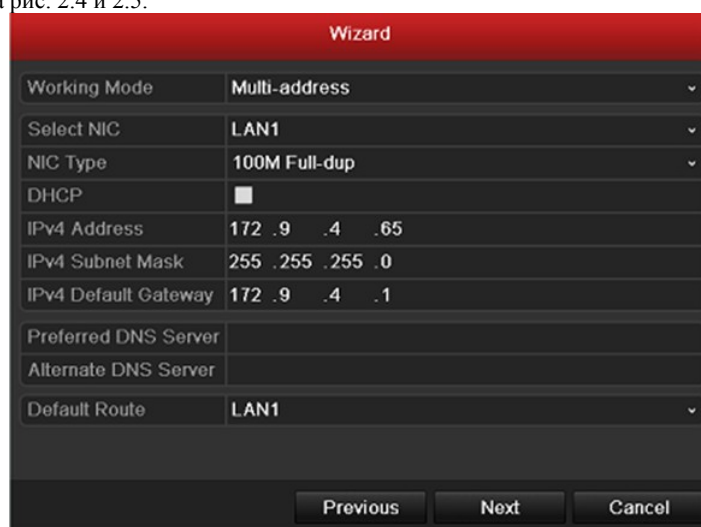 рис. 2.4 и 2.5.
Wizard
Working Mode Multi-address
Select NIC LAN1
NIC Type 100M Full-dup
DHCP
IPv4 Address 172 .9 .4 .65
IPv4 Subnet Mask 255 .255 .255 .0
IPv4 Default Gateway 172 .9 .4 .1
Preferred DNS Server
Alternate DNS Server
Default Route LAN1
Previous Next Cancel